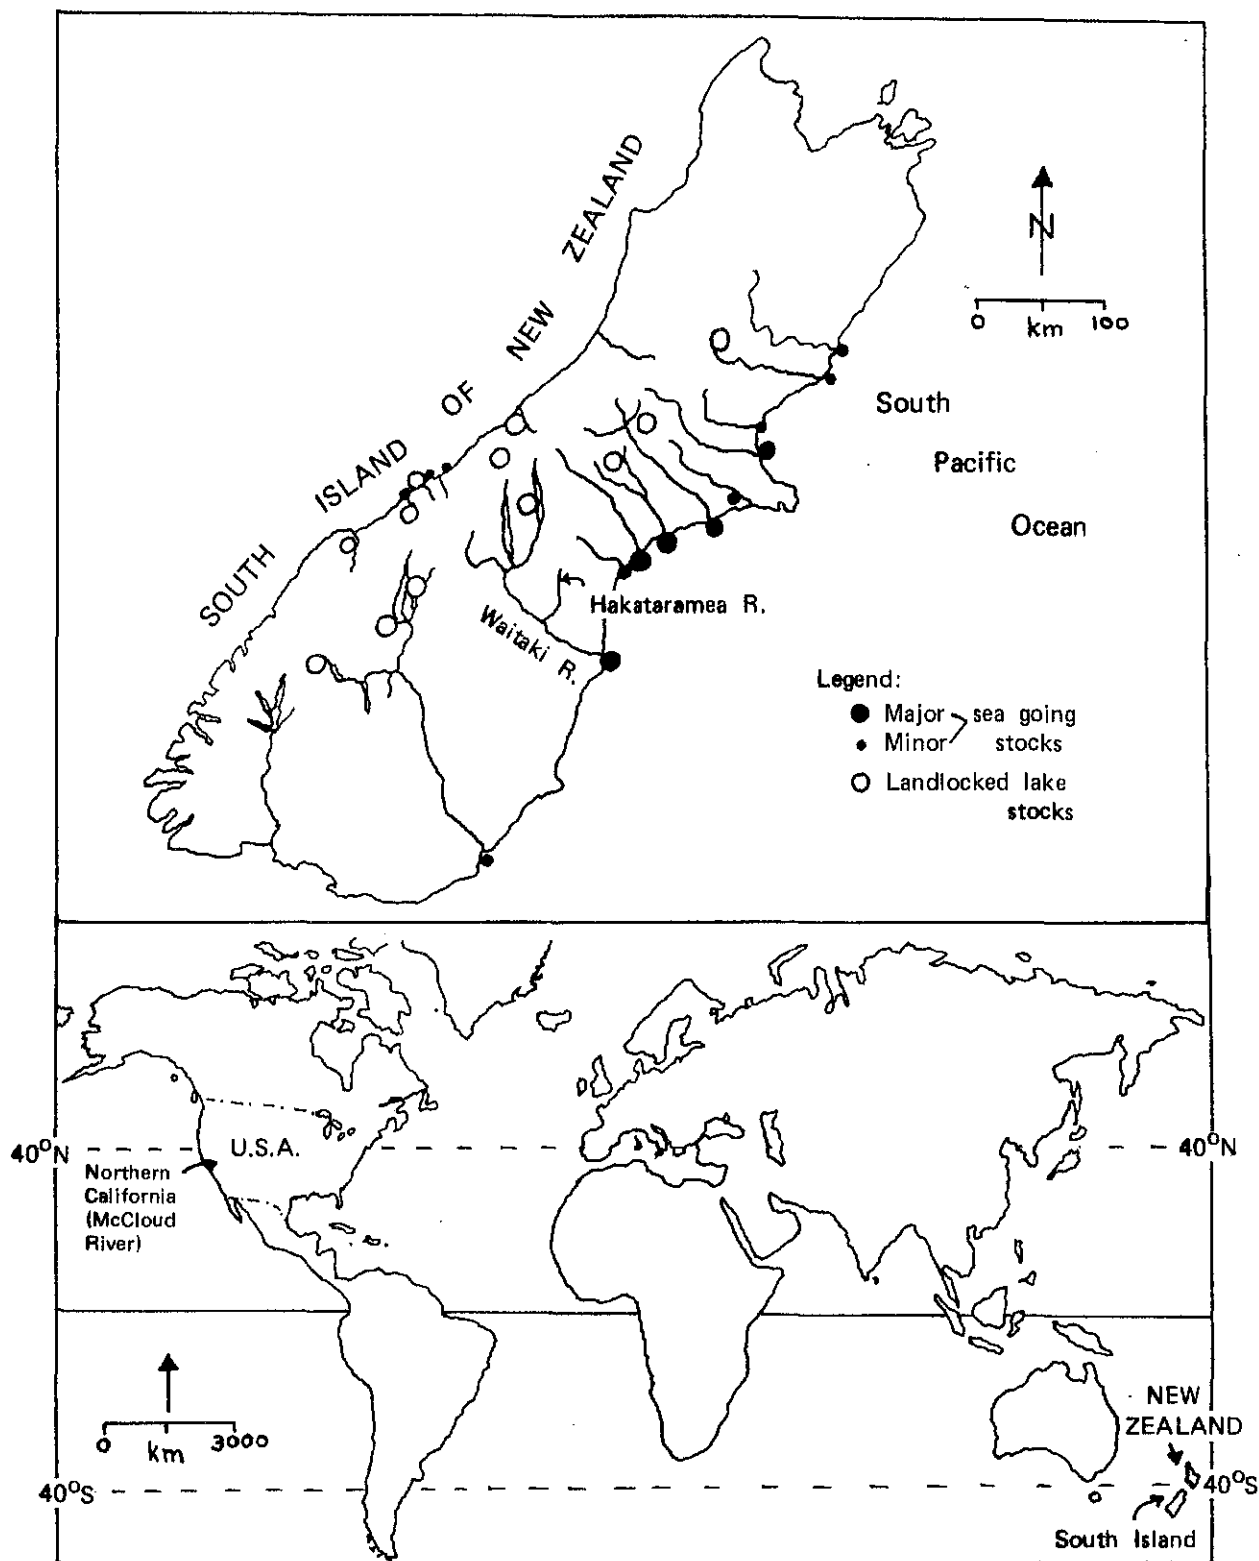 SOUTH ISLAND OF NEW ZEALAND
N
0 km 100
South
Pacific
Ocean
Hakataramea R.
Waitaki R.
Legend:
Major sea going
Minor stocks
Landlocked lake
stocks
U.S.A.
40°N
40°N
Northern
California
(McCloud
River)
0 km 3000
NEW
ZEALAND
40°S
40°S
South Island